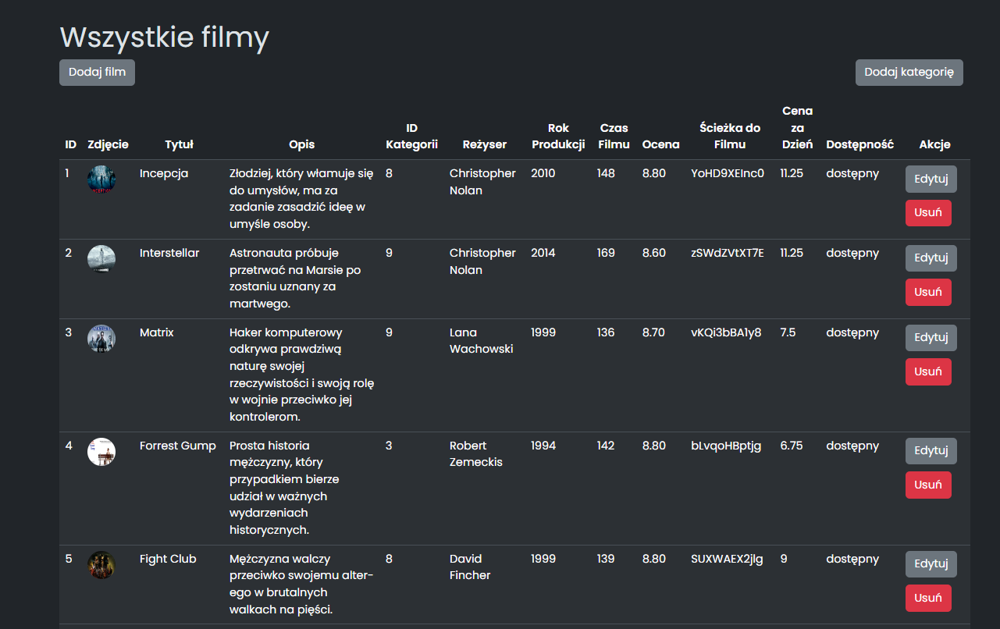 Wszystkie filmy
Dodaj film
Dodaj kategorię
ID Zdjęcie Tytuł Opis ID Kategorii Reżyser Rok Produkcji Czas Filmu Ocena Ścieżka do Filmu Cena za Dzień Dostępność Akcje
1 Incepcja Złodziej, który włamuje się 8 Christopher 2010 148 8.80 YoHD9XEInc0 11.25 dostępny Edytuj
do umysłów, ma za Nolan
zadanie zasadzić ideę w Usuń
umyśle osoby.
2 Interstellar Astronauta próbuje 9 Christopher 2014 169 8.60 zSWdZVtXT7E 11.25 dostępny Edytuj
przetrwać na Marsie po Nolan
zostaniu uznany za Usuń
martwego.
3 Matrix Haker komputerowy 9 Lana 1999 136 8.70 vKQi3bBA1y8 7.5 dostępny Edytuj
odkrywa prawdziwą Wachowski
naturę swojej Usuń
rzeczywistości i swoją rolę
w wojnie przeciwko jej
kontrolerom.
4 Forrest Gump Prosta historia 3 Robert 1994 142 8.80 bLvqoHBptjg 6.75 dostępny Edytuj
mężczyzny, który Zemeckis
przypadkiem bierze Usuń
udział w ważnych
wydarzeniach
historycznych.
5 Fight Club Mężczyzna walczy 8 David 1999 139 8.80 SUXWAEX2jlg 9 dostępny Edytuj
przeciwko swojemu alter- Fincher
ego w brutalnych Usuń
walkach na pięści.